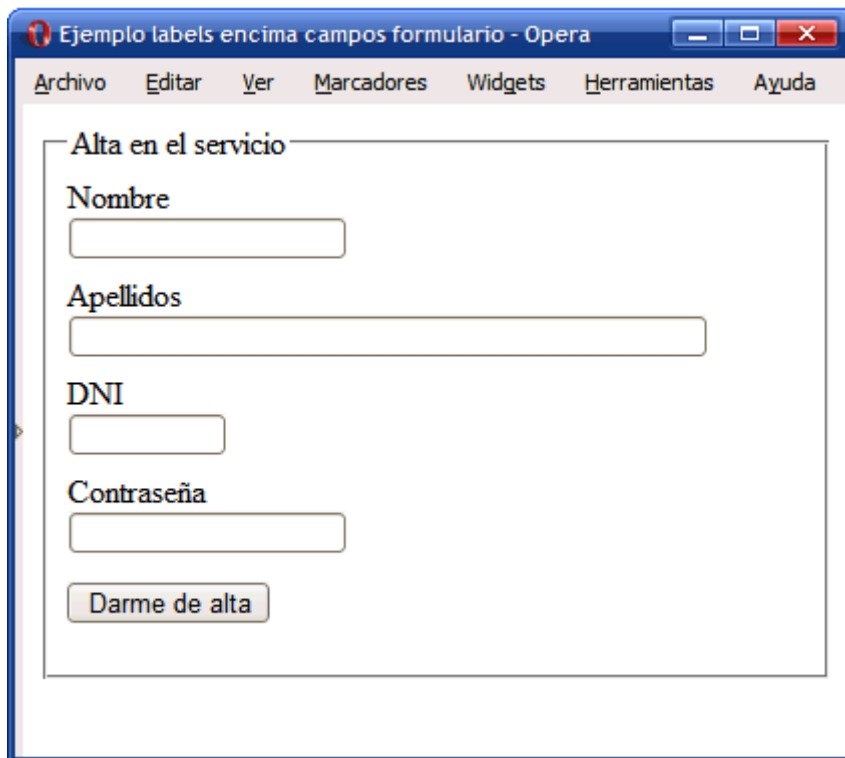 Ejemplo labels encima campos formulario - Opera
Archivo Editar Ver Marcadores Widgets Herramientas Ayuda
Alta en el servicio
Nombre
Apellidos
DNI
Contraseña
Darme de alta